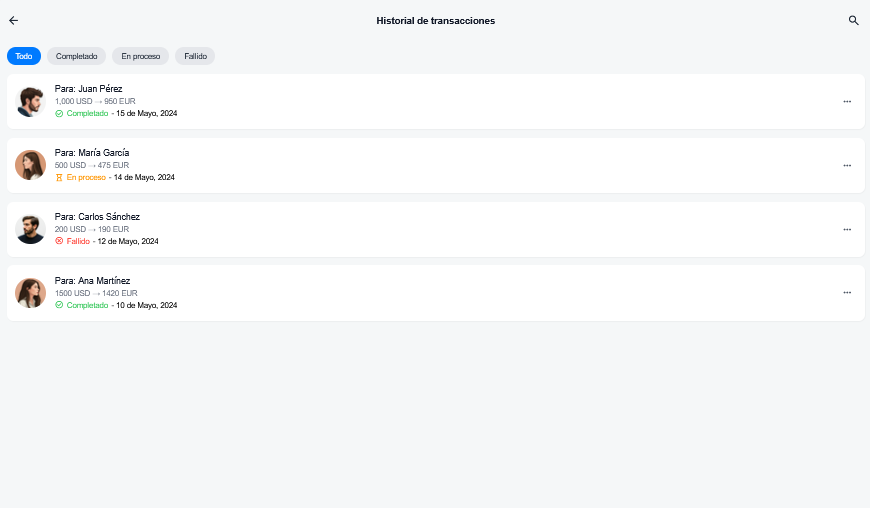 Historial de transacciones
Todo Completado En proceso Fallido
Para: Juan Pérez
1,000 USD → 950 EUR
Completado - 15 de Mayo, 2024
Para: María García
500 USD → 475 EUR
En proceso - 14 de Mayo, 2024
Para: Carlos Sánchez
200 USD → 190 EUR
Fallido - 12 de Mayo, 2024
Para: Ana Martínez
1500 USD → 1420 EUR
Completado - 10 de Mayo, 2024